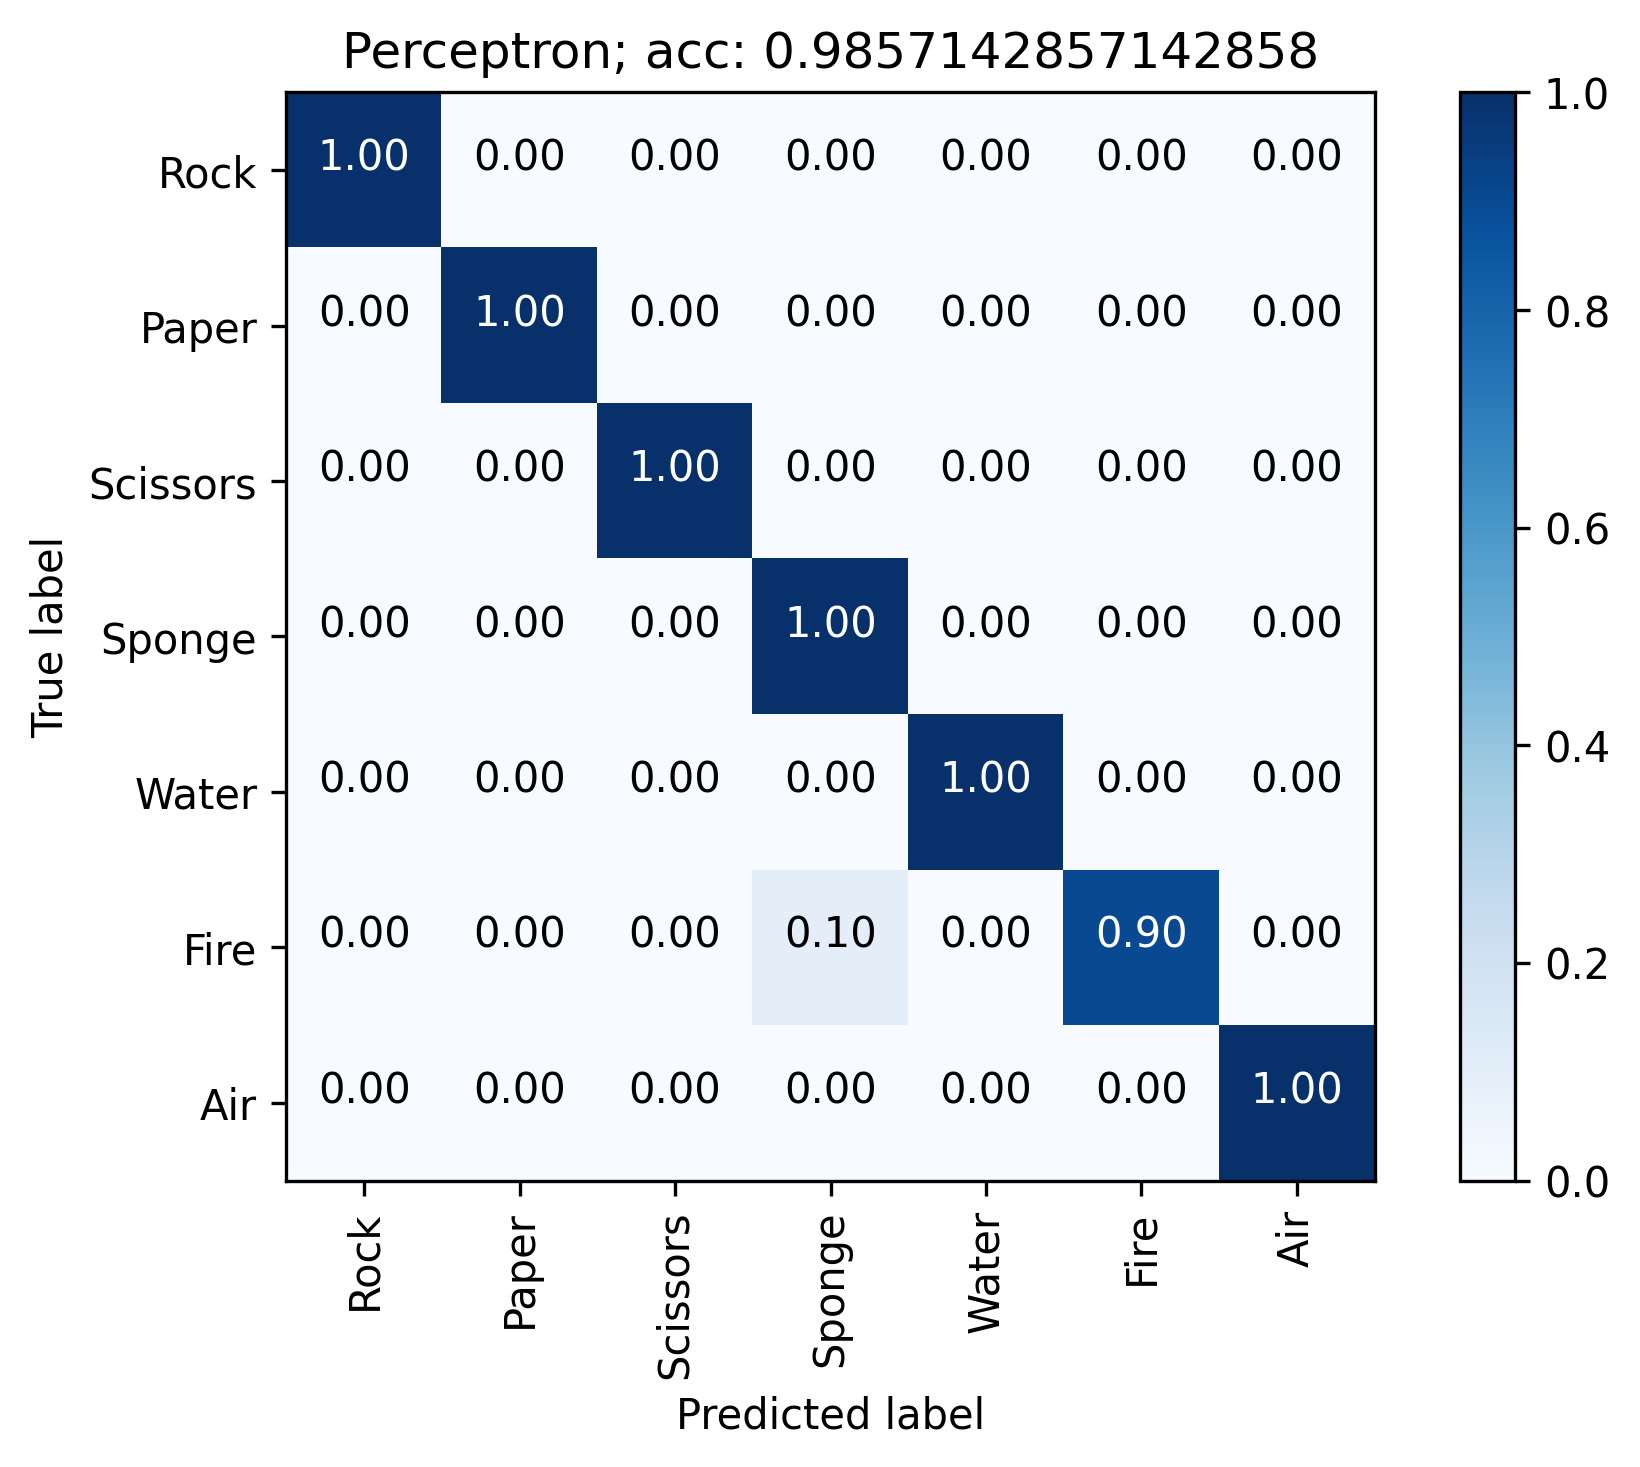 Perceptron; acc: 0.9857142857142858
Rock 1.00 0.00 0.00 0.00 0.00 0.00 0.00
Paper 0.00 1.00 0.00 0.00 0.00 0.00 0.00
Scissors 0.00 0.00 1.00 0.00 0.00 0.00 0.00
Sponge 0.00 0.00 0.00 1.00 0.00 0.00 0.00
Water 0.00 0.00 0.00 0.00 1.00 0.00 0.00
Fire 0.00 0.00 0.00 0.10 0.00 0.90 0.00
Air 0.00 0.00 0.00 0.00 0.00 0.00 1.00
True label
Rock Paper Scissors Sponge Water Fire Air
Predicted label
1.0
0.8
0.6
0.4
0.2
0.0